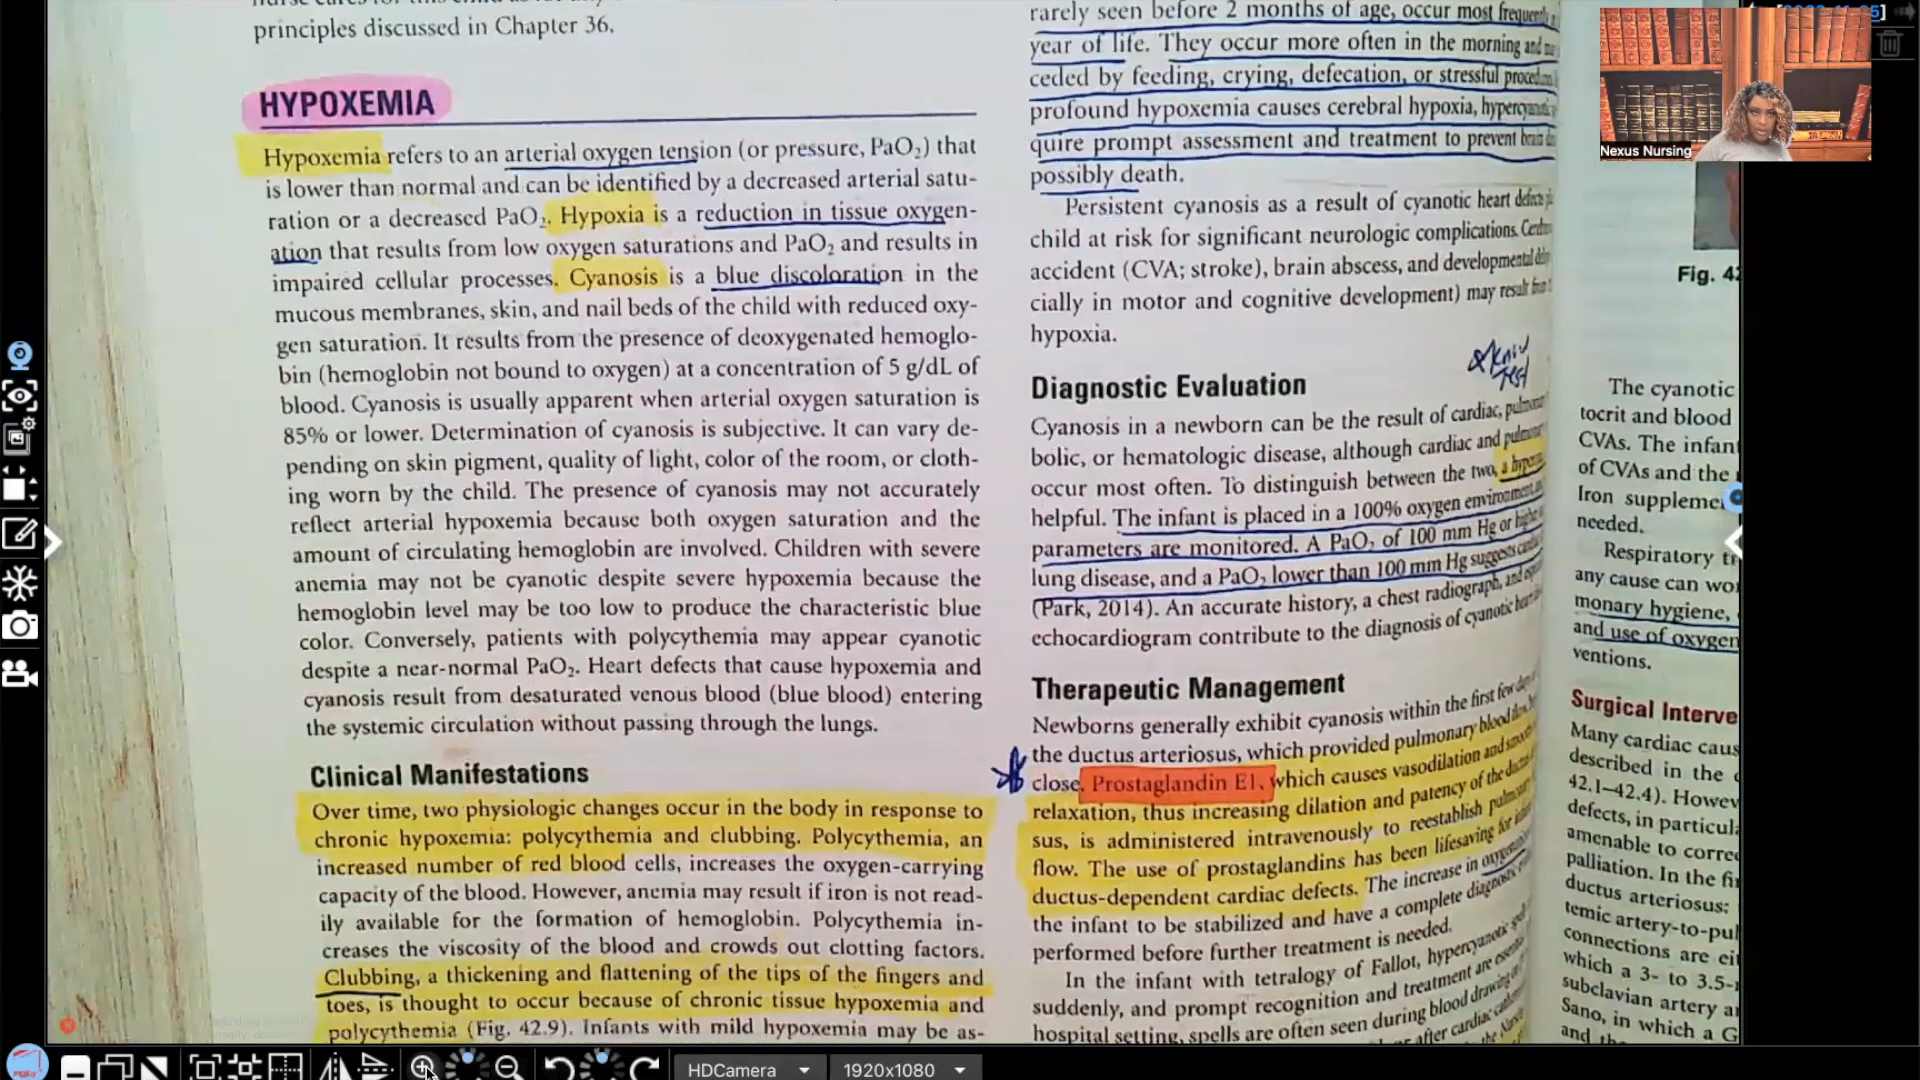 principles discussed in Chapter 36.
HYPOXEMIA
Hypoxemia refers to an arterial oxygen tension (or pressure, PaO₂) that
is lower than normal and can be identified by a decreased arterial satu-
ration or a decreased PaO₂. Hypoxia is a reduction in tissue oxygen-
ation that results from low oxygen saturations and PaO₂ and results in
impaired cellular processes. Cyanosis is a blue discoloration in the
mucous membranes, skin, and nail beds of the child with reduced oxy-
gen saturation. It results from the presence of deoxygenated hemoglo-
bin (hemoglobin not bound to oxygen) at a concentration of 5 g/dL of
blood. Cyanosis is usually apparent when arterial oxygen saturation is
85% or lower. Determination of cyanosis is subjective. It can vary de-
pending on skin pigment, quality of light, color of the room, or cloth-
ing worn by the child. The presence of cyanosis may not accurately
reflect arterial hypoxemia because both oxygen saturation and the
amount of circulating hemoglobin are involved. Children with severe
anemia may not be cyanotic despite severe hypoxemia because the
hemoglobin level may be too low to produce the characteristic blue
color. Conversely, patients with polycythemia may appear cyanotic
despite a near-normal PaO₂. Heart defects that cause hypoxemia and
cyanosis result from desaturated venous blood (blue blood) entering
the systemic circulation without passing through the lungs.
Clinical Manifestations
Over time, two physiologic changes occur in the body in response to
chronic hypoxemia: polycythemia and clubbing. Polycythemia, an
increased number of red blood cells, increases the oxygen-carrying
capacity of the blood. However, anemia may result if iron is not read-
ily available for the formation of hemoglobin. Polycythemia in-
creases the viscosity of the blood and crowds out clotting factors.
Clubbing, a thickening and flattening of the tips of the fingers and
toes, is thought to occur because of chronic tissue hypoxemia and
polycythemia (Fig. 42.9). Infants with mild hypoxemia may be as-
rarely seen before 2 months of age, occur most frequently
year of life. They occur more often in the morning and
ceded by feeding, crying, defecation, or stressful
profound hypoxemia causes cerebral hypoxia,
quire prompt assessment and treatment to prevent brain
possibly death.
Persistent cyanosis as a result of cyanotic heart defects
child at risk for significant neurologic complications.
accident (CVA; stroke), brain abscess, and developmental
cially in motor and cognitive development) may result from
hypoxia.
Test
Diagnostic Evaluation
Cyanosis in a newborn can be the result of cardiac,
bolic, or hematologic disease, although cardiac and
occur most often. To distinguish between the two, a
helpful. The infant is placed in a 100% oxygen environment
parameters are monitored. A PaO₂ of 100 mm Hg or higher
lung disease, and a PaO₂ lower than 100 mm Hg suggests
(Park, 2014). An accurate history, a chest radiograph, and
echocardiogram contribute to the diagnosis of cyanotic heart
Therapeutic Management
Newborns generally exhibit cyanosis within the first few
the ductus arteriosus, which provided pulmonary blood
close. Prostaglandin E1, which causes vasodilation and smooth
relaxation, thus increasing dilation and patency of the
sus, is administered intravenously to reestablish
flow. The use of prostaglandins has been lifesaving for
ductus-dependent cardiac defects. The increase in
the infant to be stabilized and have a complete diagnostic
performed before further treatment is needed.
In the infant with tetralogy of Fallot, hypercyanotic
suddenly, and prompt recognition and treatment are
hospital setting, spells are often seen during blood drawing
after cardiac
Fig. 42
The cyanotic
tocrit and blood
CVAs. The infant
of CVAs and the
Iron
needed.
Respiratory
any cause can
monary hygiene,
and use of oxygen
ventions.
Surgical
Many cardiac
described in the
42.1–42.4).
defects, in
amenable to
palliation. In the
ductus arteriosus;
connections are
which a 3- to 3.5-
subclavian artery
Sano, in which a G
Nexus Nursing
HDCamera
1920x1080